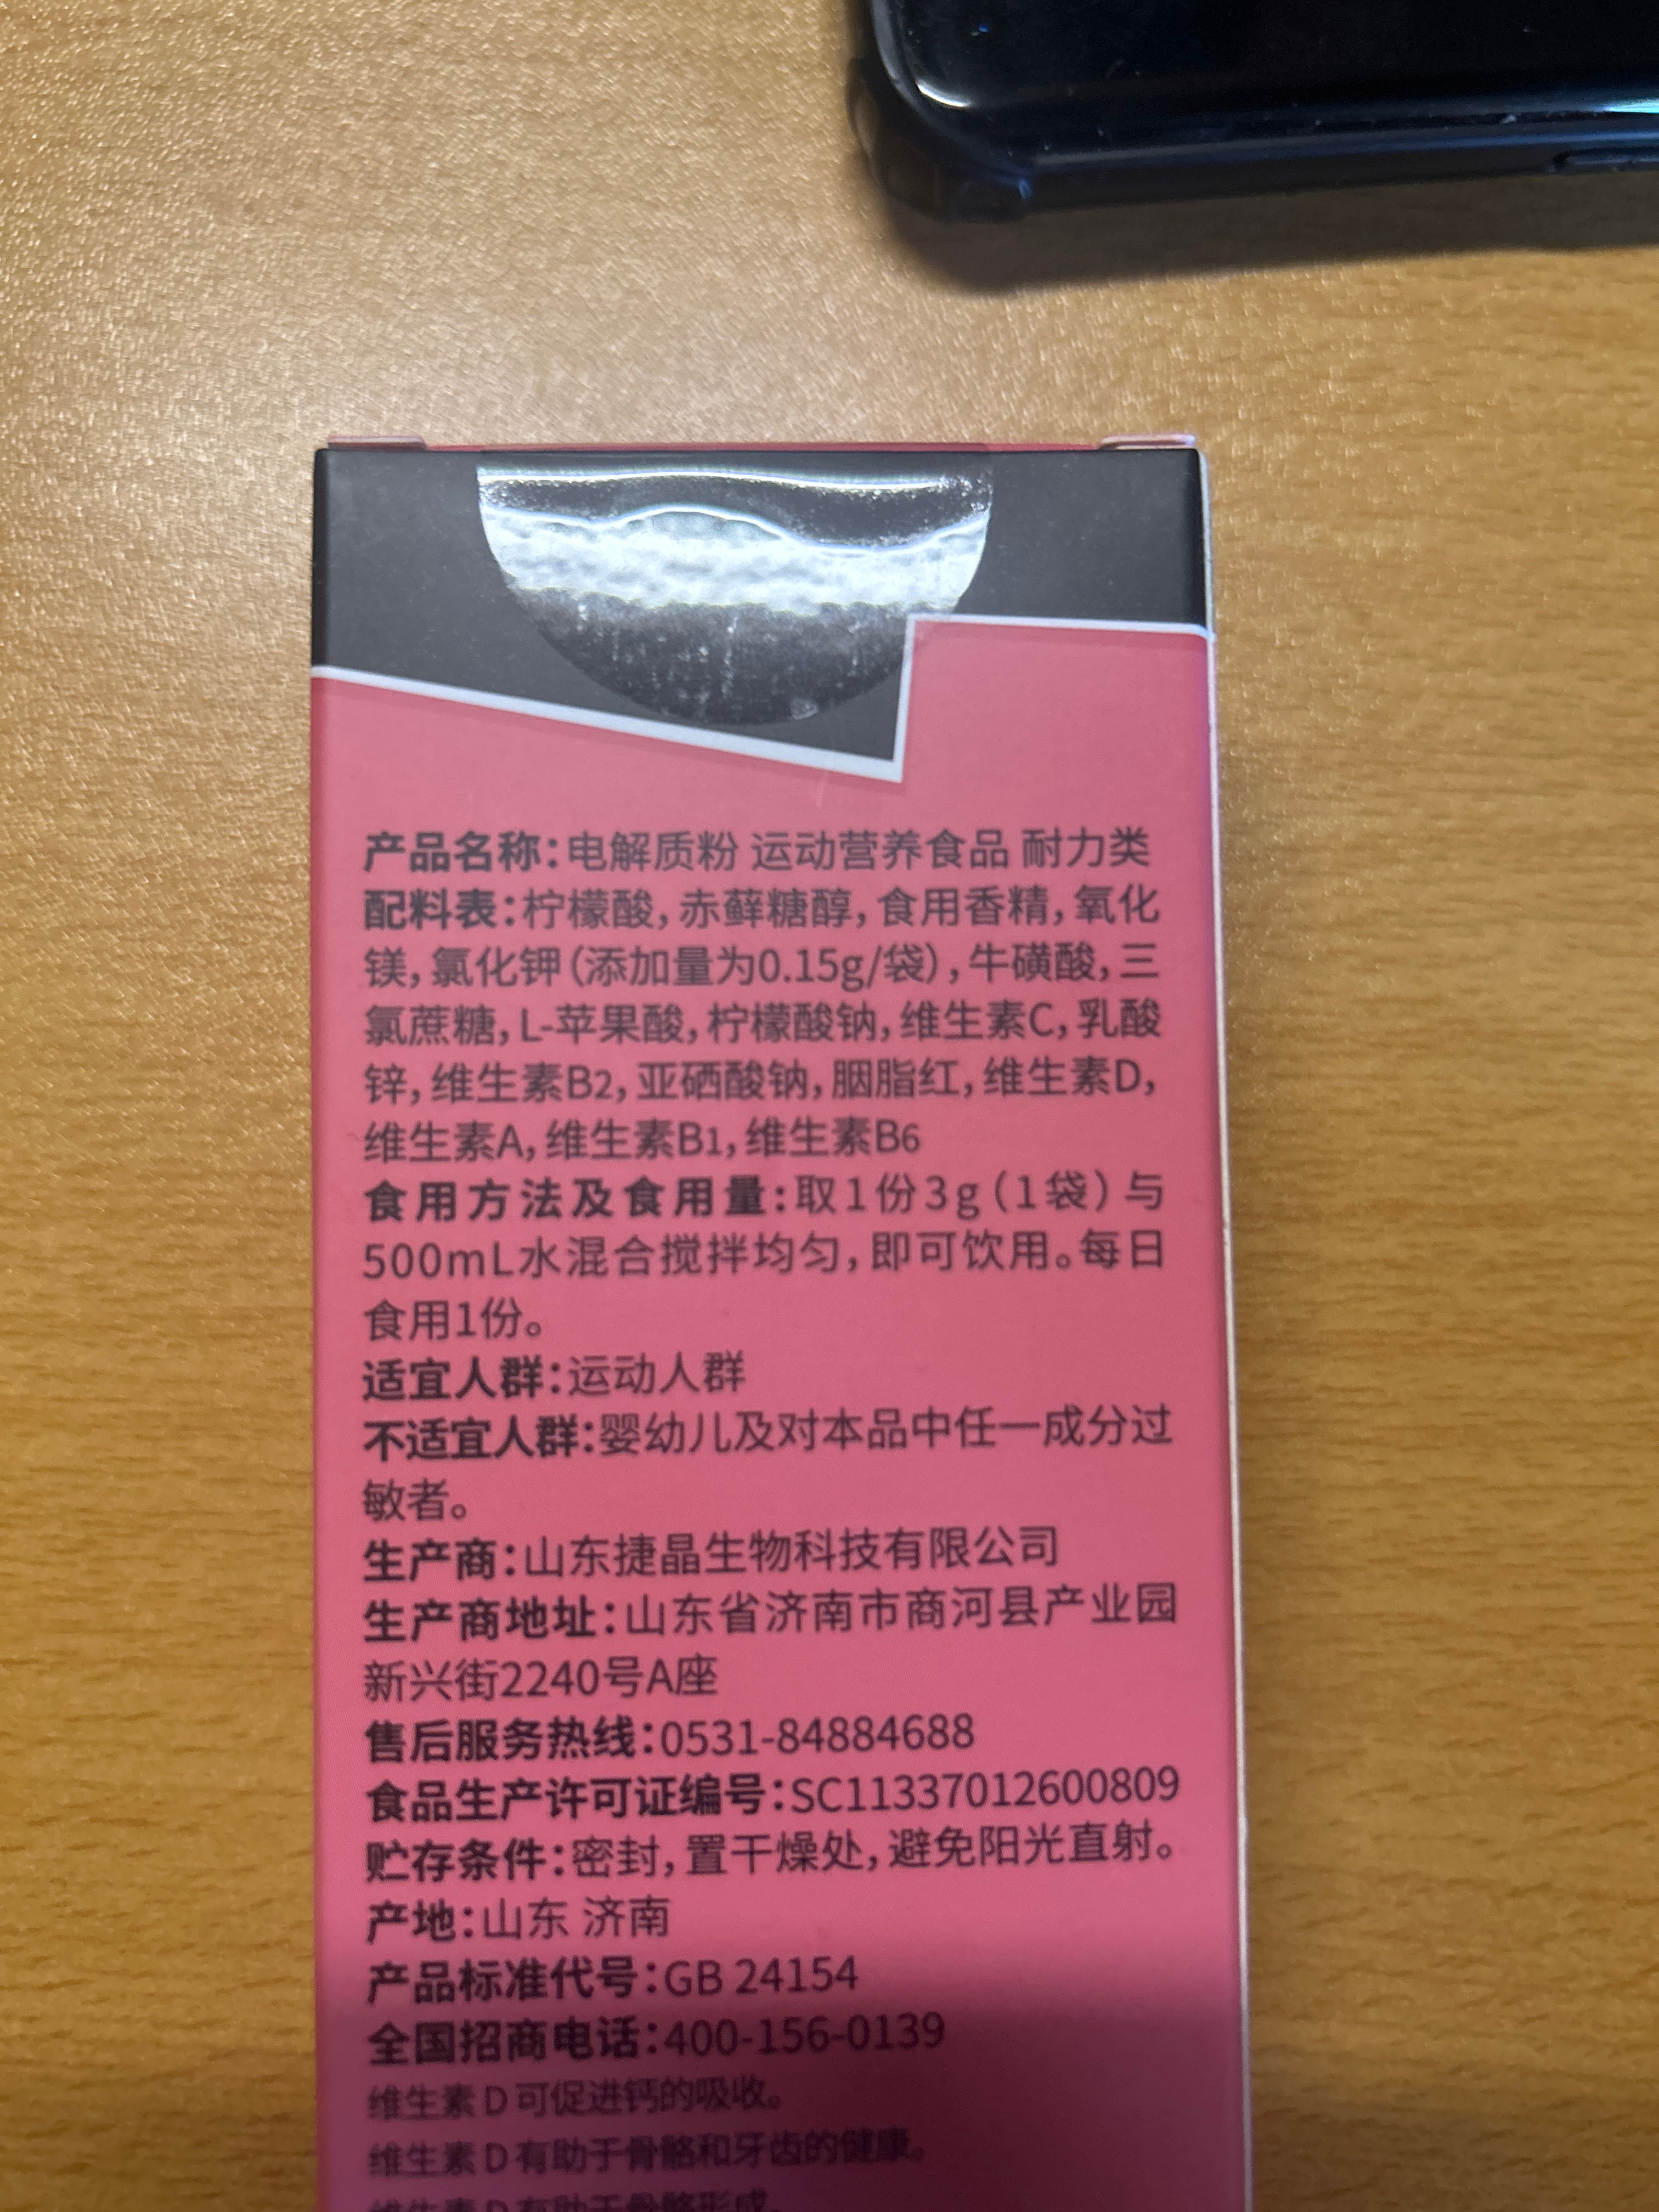 产品名称：电解质粉 运动营养食品 耐力类
配料表：柠檬酸，赤藓糖醇，食用香精，氧化
镁，氯化钾（添加量为0.15g/袋），牛磺酸，三
氯蔗糖，L-苹果酸，柠檬酸钠，维生素C，乳酸
锌，维生素B2，亚硒酸钠，胭脂红，维生素D，
维生素A，维生素B1，维生素B6
食用方法及食用量：取1份3g（1袋）与
500mL水混合搅拌均匀，即可饮用。每日
食用1份。
适宜人群：运动人群
不适宜人群：婴幼儿及对本品中任一成分过
敏者。
生产商：山东捷晶生物科技有限公司
生产商地址：山东省济南市商河县产业园
新兴街2240号A座
售后服务热线：0531-84884688
食品生产许可证编号：SC11337012600809
贮存条件：密封，置干燥处，避免阳光直射。
产地：山东 济南
产品标准代号：GB 24154
全国招商电话：400-156-0139
维生素 D 可促进钙的吸收。
维生素 D 有助于骨骼和牙齿的健康。
维生素 D 有助于骨骼形成。